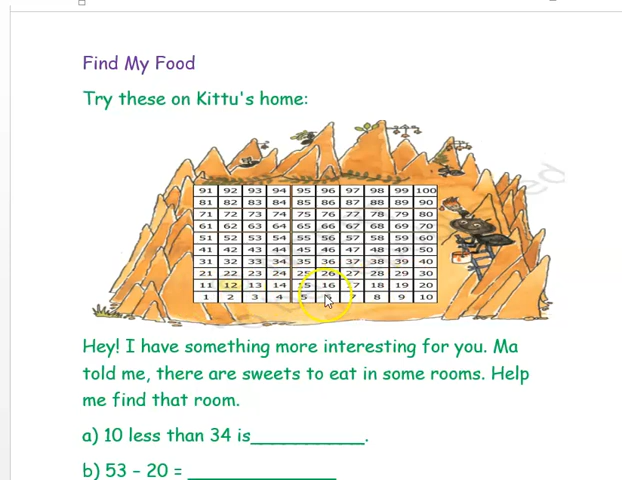 Find My Food
Try these on Kittu's home:
91 92 93 94 95 96 97 98 99 100
81 82 83 84 85 86 87 88 89 90
71 72 73 74 75 76 77 78 79 80
61 62 63 64 65 66 67 68 69 70
51 52 53 54 55 56 57 58 59 60
41 42 43 44 45 46 47 48 49 50
31 32 33 34 35 36 37 38 39 40
21 22 23 24 25 26 27 28 29 30
11 12 13 14 15 16 17 18 19 20
1 2 3 4 5 7 8 9 10
Hey! I have something more interesting for you. Ma
told me, there are sweets to eat in some rooms. Help
me find that room.
a) 10 less than 34 is___________.
b) 53 – 20 = ______________